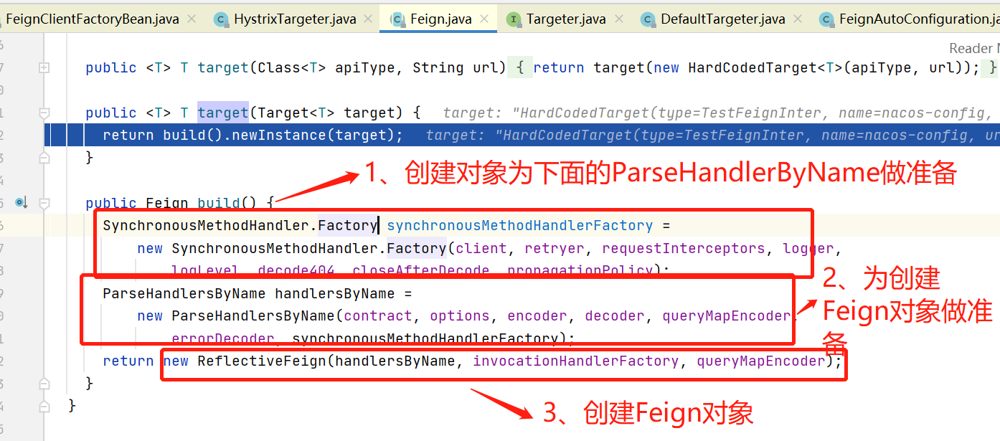 FeignClientFactoryBean.java HystrixTargeter.java Feign.java Targeter.java DefaultTargeter.java FeignAutoConfiguration.ja
Reader
public <T> T target(Class<T> apiType, String url) { return target(new HardCodedTarget<T>(apiType, url)); }
public <T> T target(Target<T> target) { target: "HardCodedTarget(type=TestFeignInter, name=nacos-config,
return build().newInstance(target); target: "HardCodedTarget(type=TestFeignInter, name=nacos-config, ur
}
1、创建对象为下面的ParseHandlerByName做准备
public Feign build() {
SynchronousMethodHandler.Factory synchronousMethodHandlerFactory =
new SynchronousMethodHandler.Factory(client, retryer, requestInterceptors, logger,
logLevel, decode404, closeAfterDecode, propagationPolicy);
ParseHandlersByName handlersByName =
new ParseHandlersByName(contract, options, encoder, decoder, queryMapEncoder,
errorDecoder, synchronousMethodHandlerFactory);
2、为创建
Feign对象做准
备
return new ReflectiveFeign(handlersByName, invocationHandlerFactory, queryMapEncoder);
}
3、创建Feign对象
}